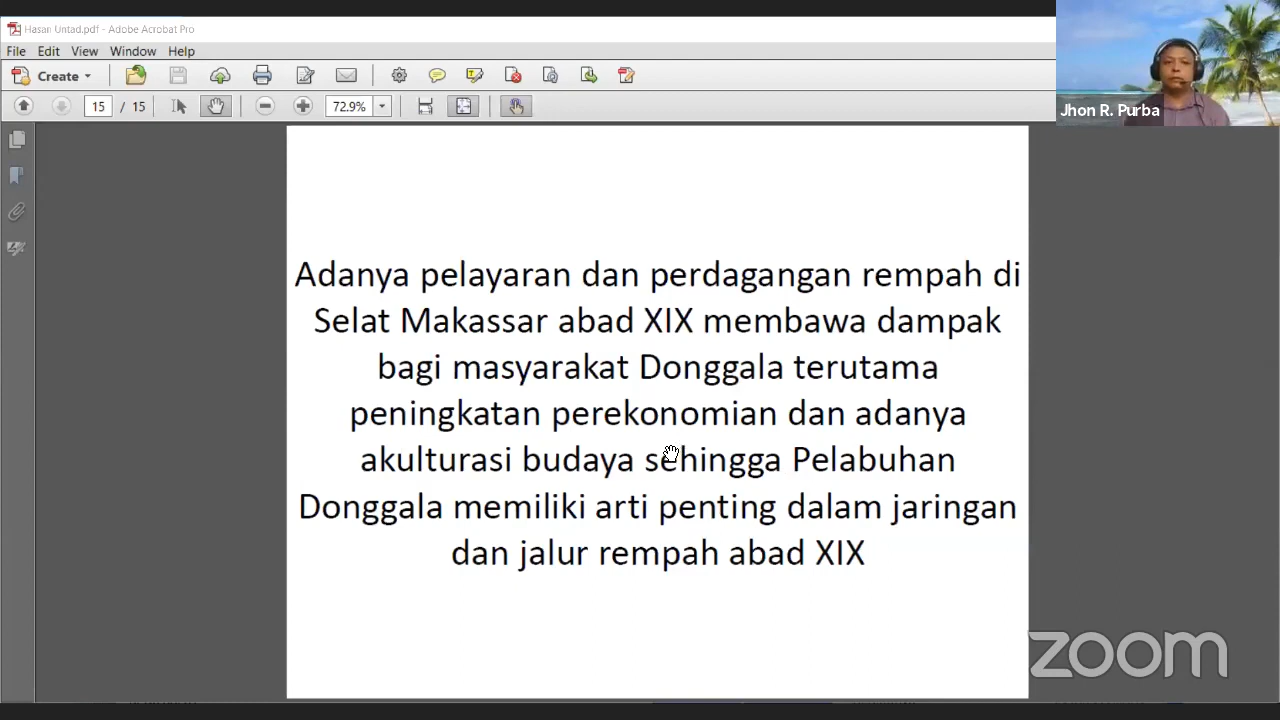 Hasan Untad.pdf - Adobe Acrobat Pro
File Edit View Window Help
Create
15 / 15 72.9%
Jhon R. Purba
Adanya pelayaran dan perdagangan rempah di
Selat Makassar abad XIX membawa dampak
bagi masyarakat Donggala terutama
peningkatan perekonomian dan adanya
akulturasi budaya sehingga Pelabuhan
Donggala memiliki arti penting dalam jaringan
dan jalur rempah abad XIX
zoom